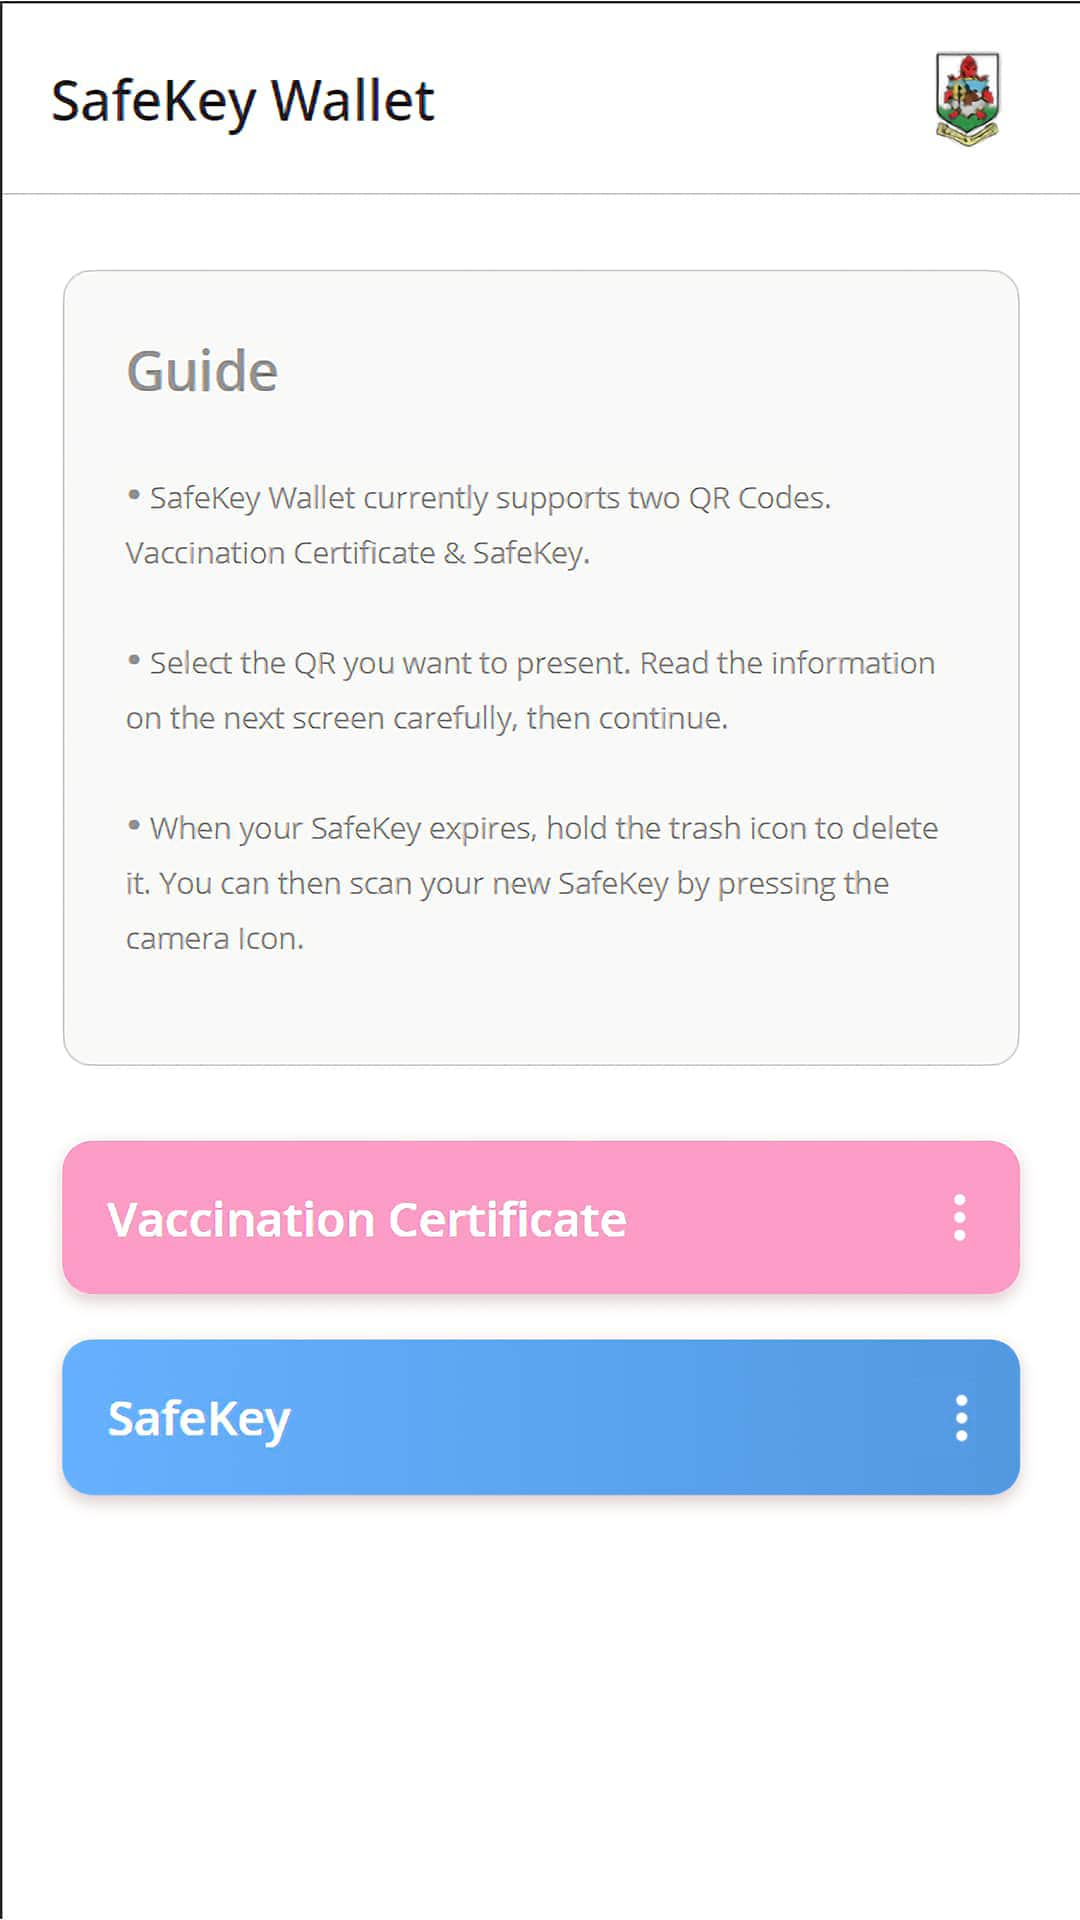 SafeKey Wallet
Guide
• SafeKey Wallet currently supports two QR Codes.
Vaccination Certificate & SafeKey.
• Select the QR you want to present. Read the information
on the next screen carefully, then continue.
• When your SafeKey expires, hold the trash icon to delete
it. You can then scan your new SafeKey by pressing the
camera Icon.
Vaccination Certificate
SafeKey